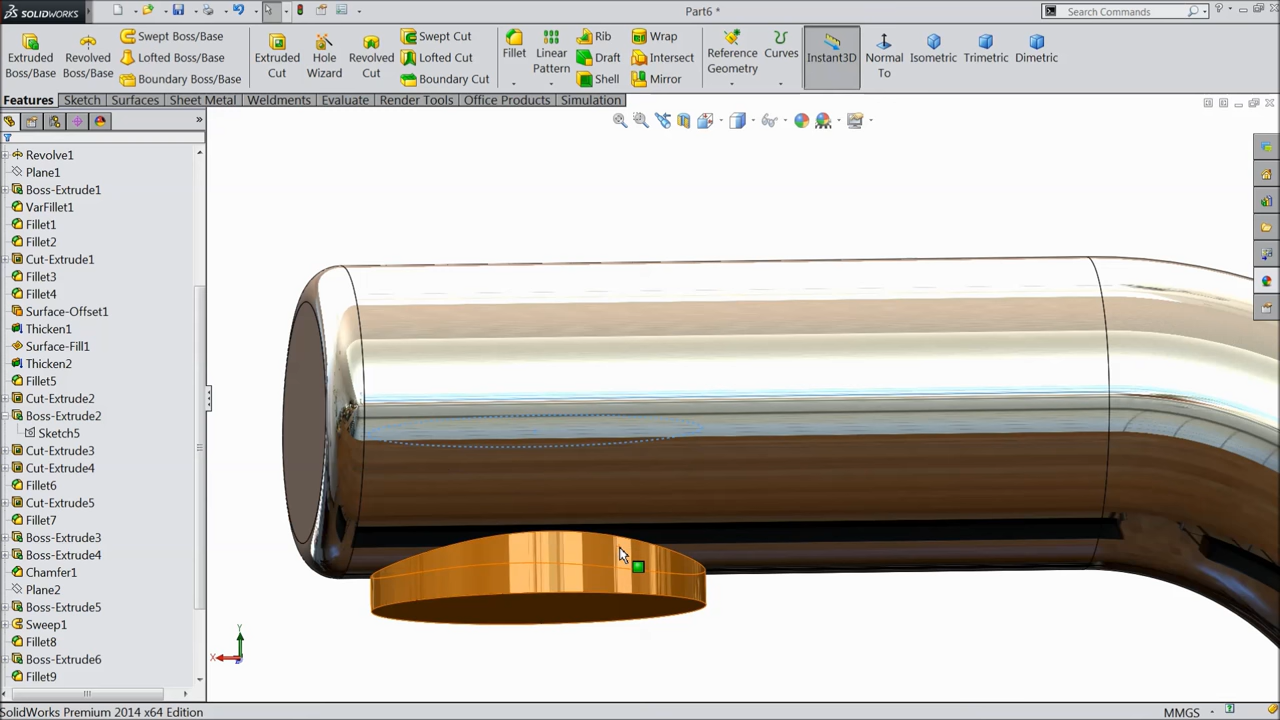 SOLIDWORKS
Part6 *
Search Commands
Extruded Boss/Base
Revolved Boss/Base
Swept Boss/Base
Lofted Boss/Base
Boundary Boss/Base
Extruded Cut
Hole Wizard
Revolved Cut
Swept Cut
Lofted Cut
Boundary Cut
Fillet
Linear Pattern
Rib
Draft
Shell
Wrap
Intersect
Mirror
Reference Geometry
Curves
Instant3D
Normal To
Isometric
Trimetric
Dimetric
Features
Sketch
Surfaces
Sheet Metal
Weldments
Evaluate
Render Tools
Office Products
Simulation
Revolve1
Plane1
Boss-Extrude1
VarFillet1
Fillet1
Fillet2
Cut-Extrude1
Fillet3
Fillet4
Surface-Offset1
Thicken1
Surface-Fill1
Thicken2
Fillet5
Cut-Extrude2
Boss-Extrude2
Sketch5
Cut-Extrude3
Cut-Extrude4
Fillet6
Cut-Extrude5
Fillet7
Boss-Extrude3
Boss-Extrude4
Chamfer1
Plane2
Boss-Extrude5
Sweep1
Fillet8
Boss-Extrude6
Fillet9
Y
X
SolidWorks Premium 2014 x64 Edition
MMGS